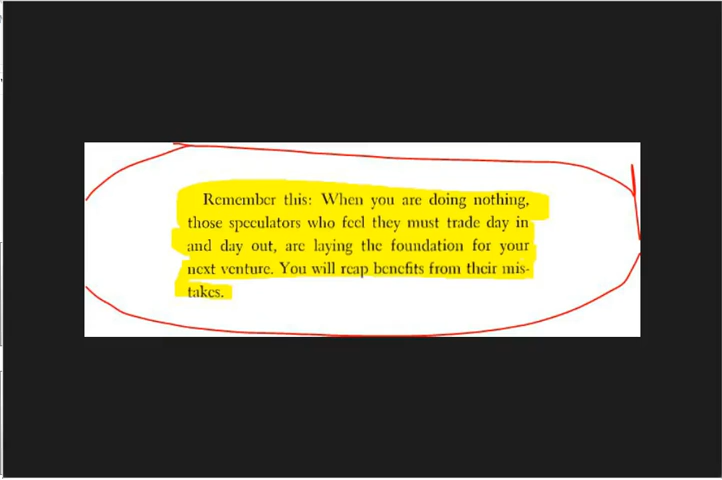 Remember this: When you are doing nothing,
those speculators who feel they must trade day in
and day out, are laying the foundation for your
next venture. You will reap benefits from their mis-
takes.